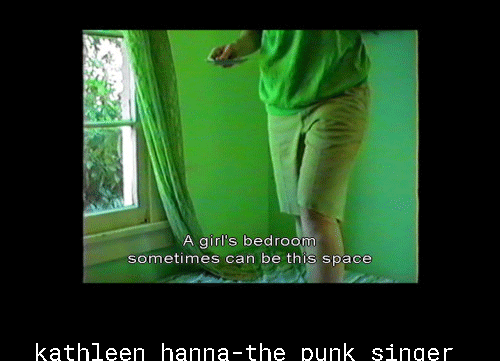 A girl's bedroom
sometimes can be this space
kathleen hanna-the punk singer